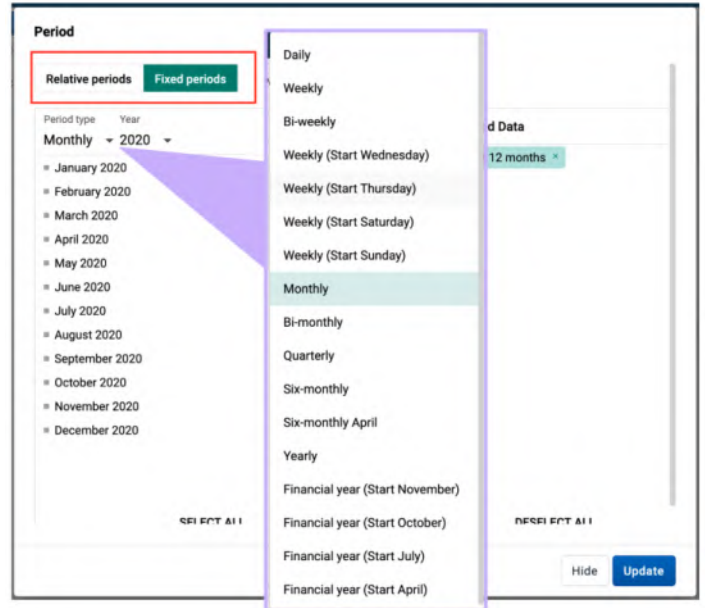 Period
Relative periods Fixed periods
Period type Year
Monthly 2020
January 2020
February 2020
March 2020
April 2020
May 2020
June 2020
July 2020
August 2020
September 2020
October 2020
November 2020
December 2020
Daily
Weekly
Bi-weekly
Weekly (Start Wednesday)
Weekly (Start Thursday)
Weekly (Start Saturday)
Weekly (Start Sunday)
Monthly
Bi-monthly
Quarterly
Six-monthly
Six-monthly April
Yearly
Financial year (Start November)
Financial year (Start October)
Financial year (Start July)
Financial year (Start April)
d Data
12 months ×
SELECT ALL
DESELECT ALL
Hide Update